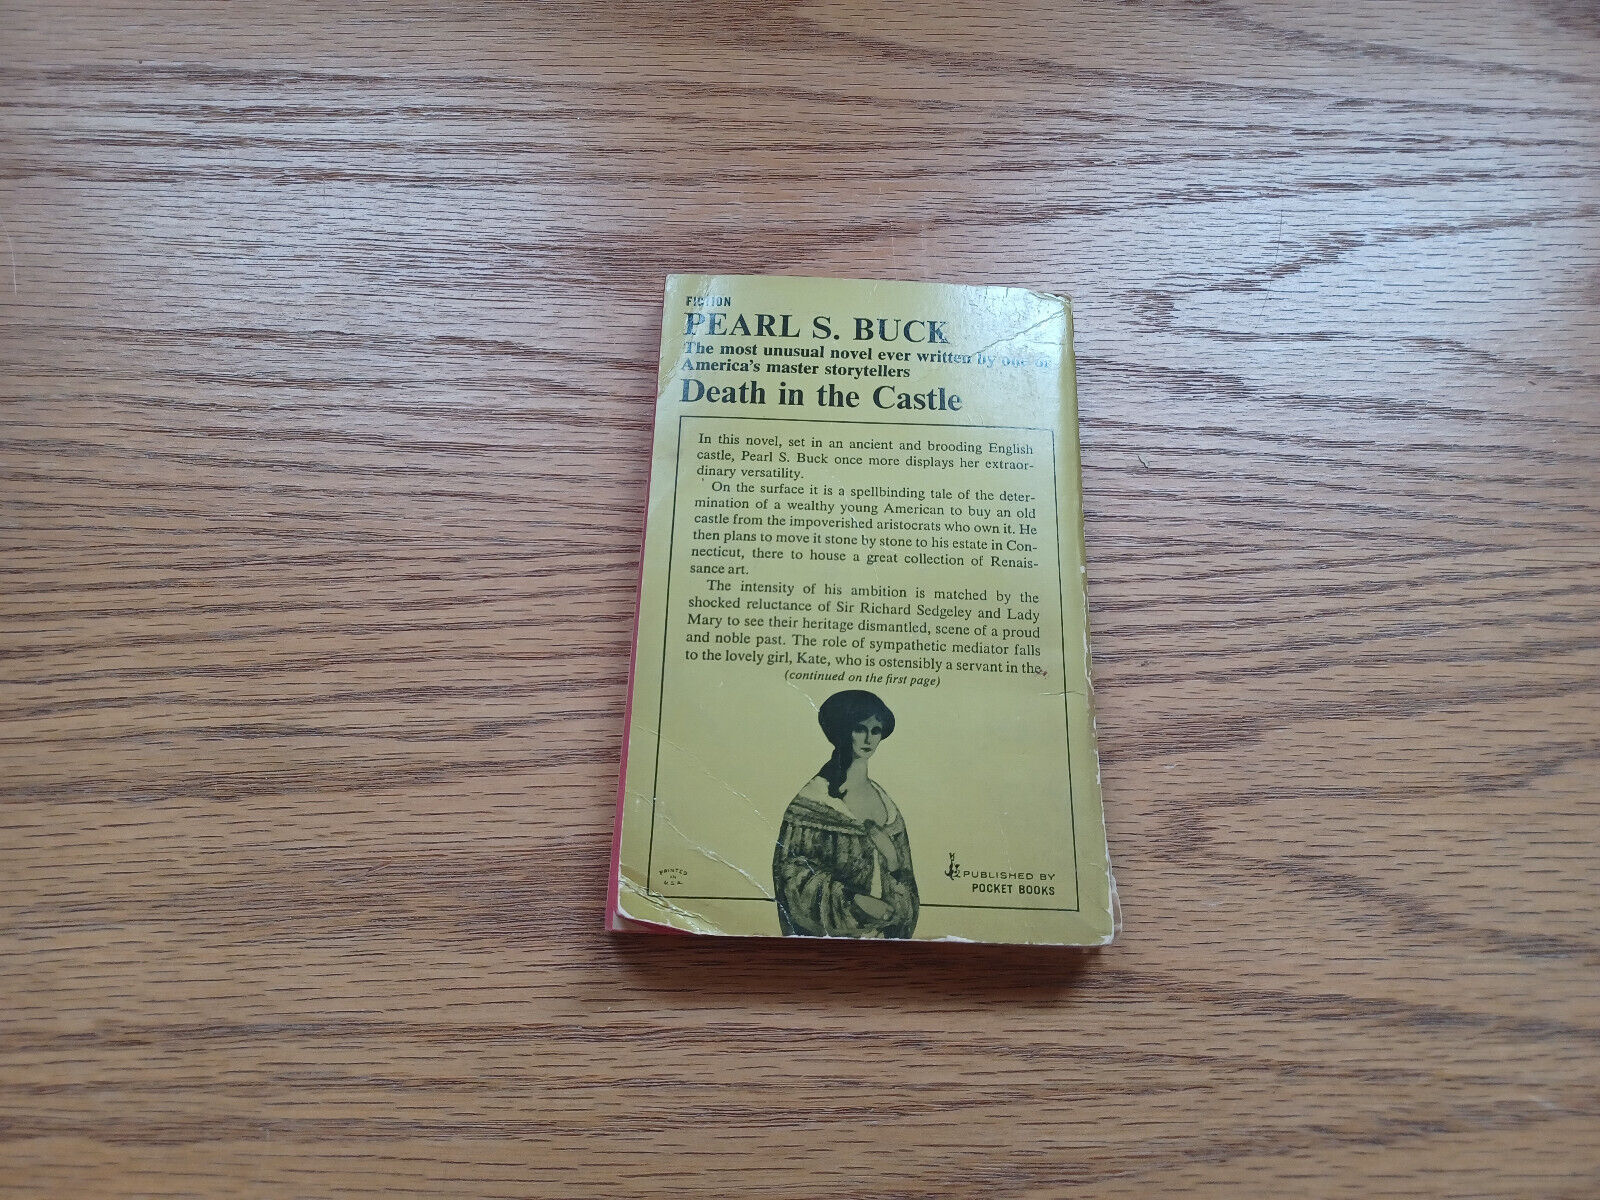 FICTION
PEARL S. BUCK
The most unusual novel ever written by one of
America's master storytellers
Death in the Castle
In this novel, set in an ancient and brooding English
castle, Pearl S. Buck once more displays her extraor-
dinary versatility.
On the surface it is a spellbinding tale of the deter-
mination of a wealthy young American to buy an old
castle from the impoverished aristocrats who own it. He
then plans to move it stone by stone to his estate in Con-
necticut, there to house a great collection of Renais-
sance art.
The intensity of his ambition is matched by the
shocked reluctance of Sir Richard Sedgeley and Lady
Mary to see their heritage dismantled, scene of a proud
and noble past. The role of sympathetic mediator falls
to the lovely girl, Kate, who is ostensibly a servant in the
(continued on the first page)
PRINTED
IN
U.S.A.
PUBLISHED BY
POCKET BOOKS